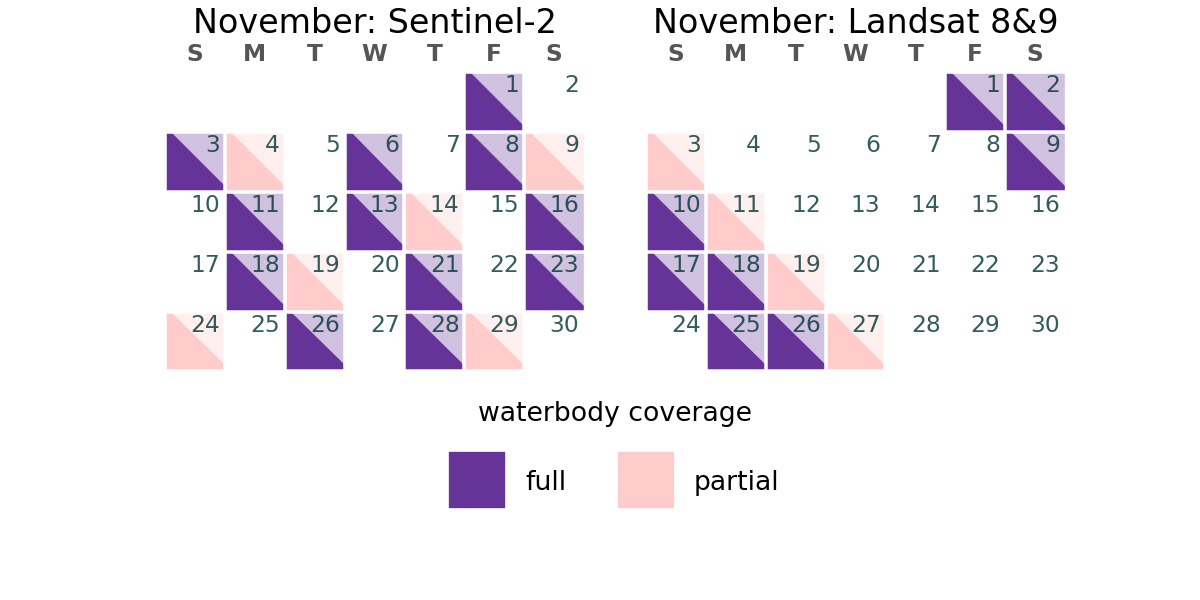 November: Sentinel-2
S M T W T F S
1 2
3 4 5 6 7 8 9
10 11 12 13 14 15 16
17 18 19 20 21 22 23
24 25 26 27 28 29 30
November: Landsat 8&9
S M T W T F S
1 2
3 4 5 6 7 8 9
10 11 12 13 14 15 16
17 18 19 20 21 22 23
24 25 26 27 28 29 30
waterbody coverage
full
partial